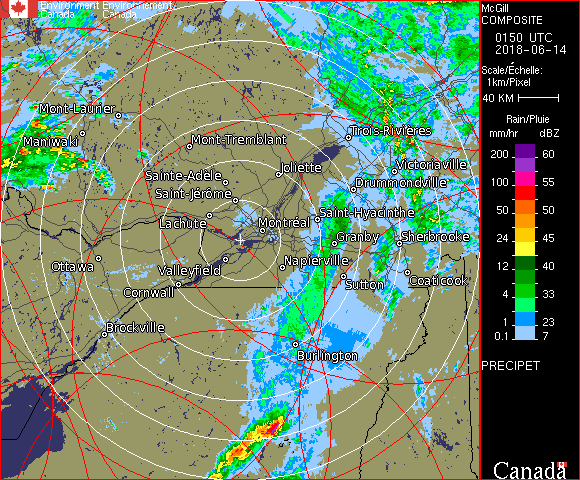 Environment Environnement
Canada Canada
McGill
COMPOSITE
0150 UTC
2018-06-14
Scale/Échelle:
1km/Pixel
40 KM
Rain/Pluie
mm/hr dBZ
200 60
100 55
50 50
24 45
12 40
4 33
1 23
0.1 7
PRECIPET
Canada
Mont-Laurier
Maniwaki
Mont-Tremblant
Trois-Rivières
Sainte-Adèle
Joliette
Victoriaville
Saint-Jérôme
Drummondville
Lachute
Montréal
Saint-Hyacinthe
Granby
Sherbrooke
Ottawa
Valleyfield
Napierville
Cornwall
Sutton
Coaticook
Brockville
Burlington